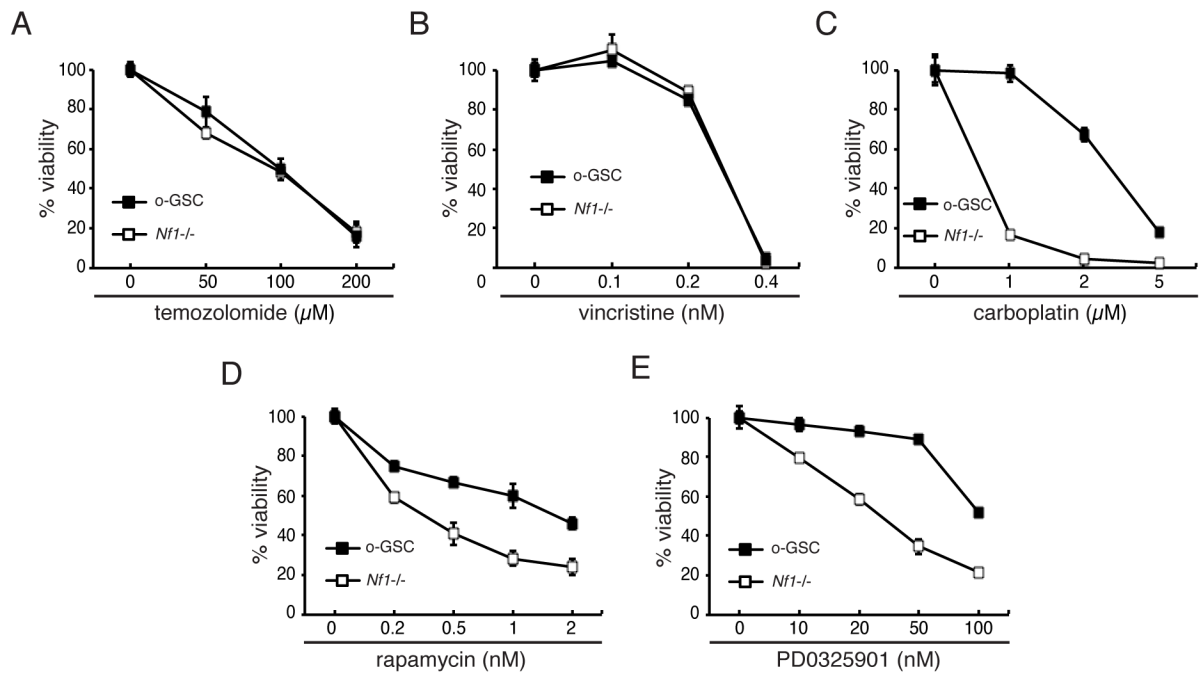 A
100
80
60
40
20
0
% viability
o-GSC
Nf1-/-
0 50 100 200
temozolomide (µM)
B
100
80
60
40
20
0
% viability
o-GSC
Nf1-/-
0 0.1 0.2 0.4
vincristine (nM)
C
100
80
60
40
20
0
% viability
o-GSC
Nf1-/-
0 1 2 5
carboplatin (µM)
D
100
80
60
40
20
0
% viability
o-GSC
Nf1-/-
0 0.2 0.5 1 2
rapamycin (nM)
E
100
80
60
40
20
0
% viability
o-GSC
Nf1-/-
0 10 20 50 100
PD0325901 (nM)